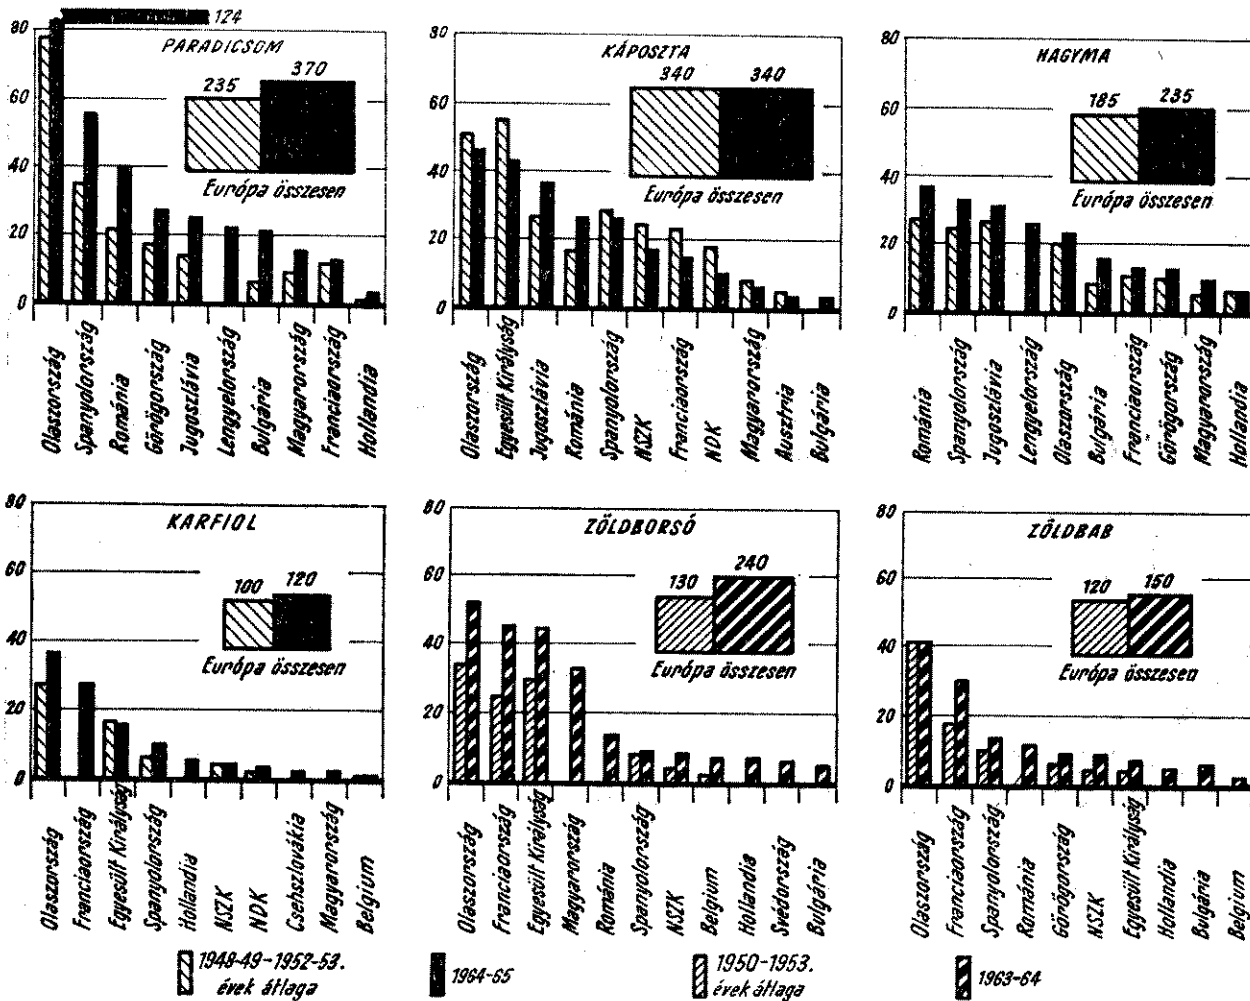 124
PARADICSOM
80
60
40
20
0
235
370
Európa összesen
Olaszország
Spanyolország
Románia
Görögország
Jugoszlávia
Lengyelország
Bulgária
Magyarország
Franciaország
Hollandia
KÁPOSZTA
80
60
40
20
0
340
340
Európa összesen
Olaszország
Egyesült Királyság
Jugoszlávia
Románia
Spanyolország
NSZK
Franciaország
NDK
Magyarország
Ausztria
Bulgária
HAGYMA
80
60
40
20
0
185
235
Európa összesen
Románia
Spanyolország
Jugoszlávia
Lengyelország
Olaszország
Bulgária
Franciaország
Görögország
Magyarország
Hollandia
KARFIOL
80
60
40
20
0
100
120
Európa összesen
Olaszország
Franciaország
Egyesült Királyság
Spanyolország
Hollandia
NSZK
NDK
Csehszlovákia
Magyarország
Belgium
ZÖLDBORSÓ
80
60
40
20
0
130
240
Európa összesen
Olaszország
Franciaország
Egyesült Királyság
Magyarország
Románia
Spanyolország
NSZK
Belgium
Hollandia
Svédország
Bulgária
ZÖLDBAB
80
60
40
20
0
120
150
Európa összesen
Olaszország
Franciaország
Spanyolország
Románia
Görögország
NSZK
Egyesült Királyság
Hollandia
Bulgária
Belgium
1948-49-1952-53.
évek átlaga
1964-65
1950-1953.
évek átlaga
1963-64